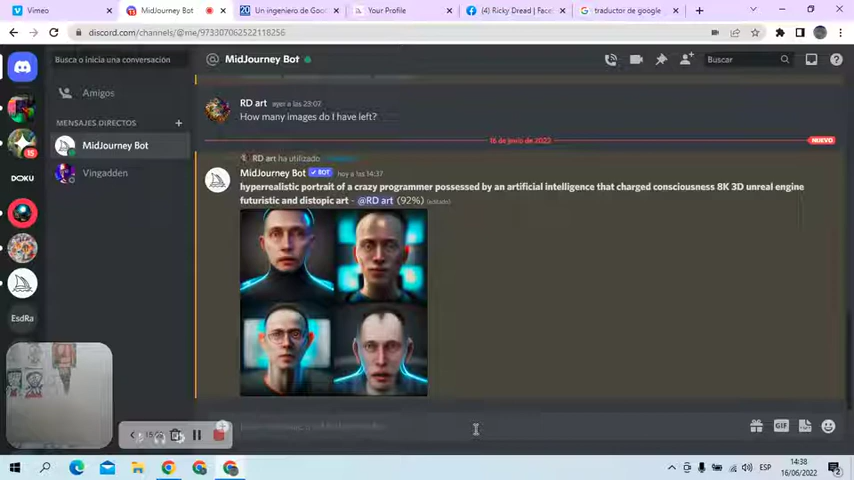 Vimeo
MidJourney Bot
Un ingeniero de Goo
Your Profile
(4) Ricky Dread | Face
traductor de google
discord.com/channels/@me/973307062522118256
Busca o inicia una conversación
@ MidJourney Bot
Buscar
Amigos
MENSAJES DIRECTOS
MidJourney Bot
Vingadden
15
DOKU
EsdRa
RD art ayer a las 23:07
How many images do I have left?
16 de junio de 2022
NUEVO
RD art ha utilizado
MidJourney Bot BOT hoy a las 14:37
hyperrealistic portrait of a crazy programmer possessed by an artificial intelligence that charged consciousness 8K 3D unreal engine
futuristic and distopic art - @RD art (92%) (editado)
GIF
ESP
14:38
16/06/2022
2